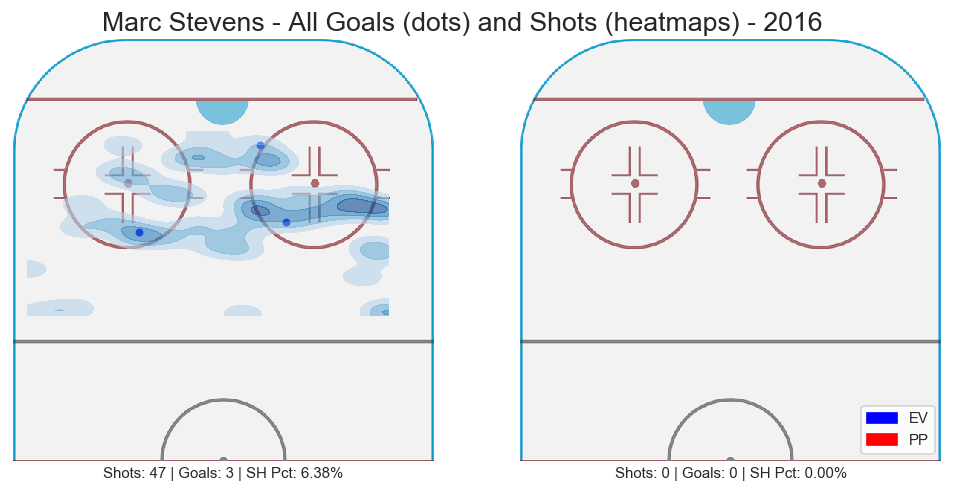 Marc Stevens - All Goals (dots) and Shots (heatmaps) - 2016
EV
PP
Shots: 47 | Goals: 3 | SH Pct: 6.38%
Shots: 0 | Goals: 0 | SH Pct: 0.00%